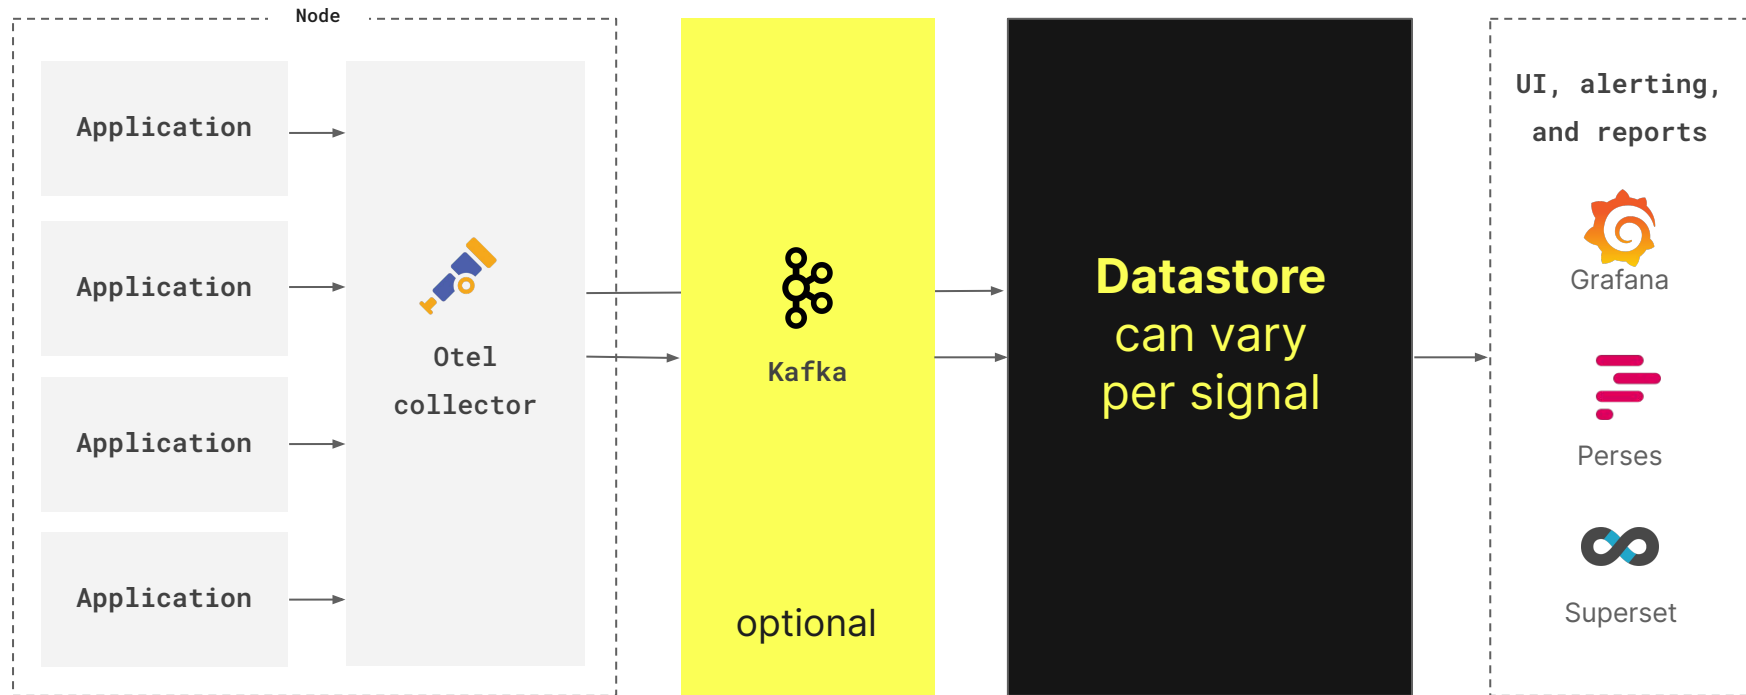 Node
Application
Application
Application
Application
Otel
collector
Kafka
optional
Datastore
can vary
per signal
UI, alerting,
and reports
Grafana
Perses
Superset